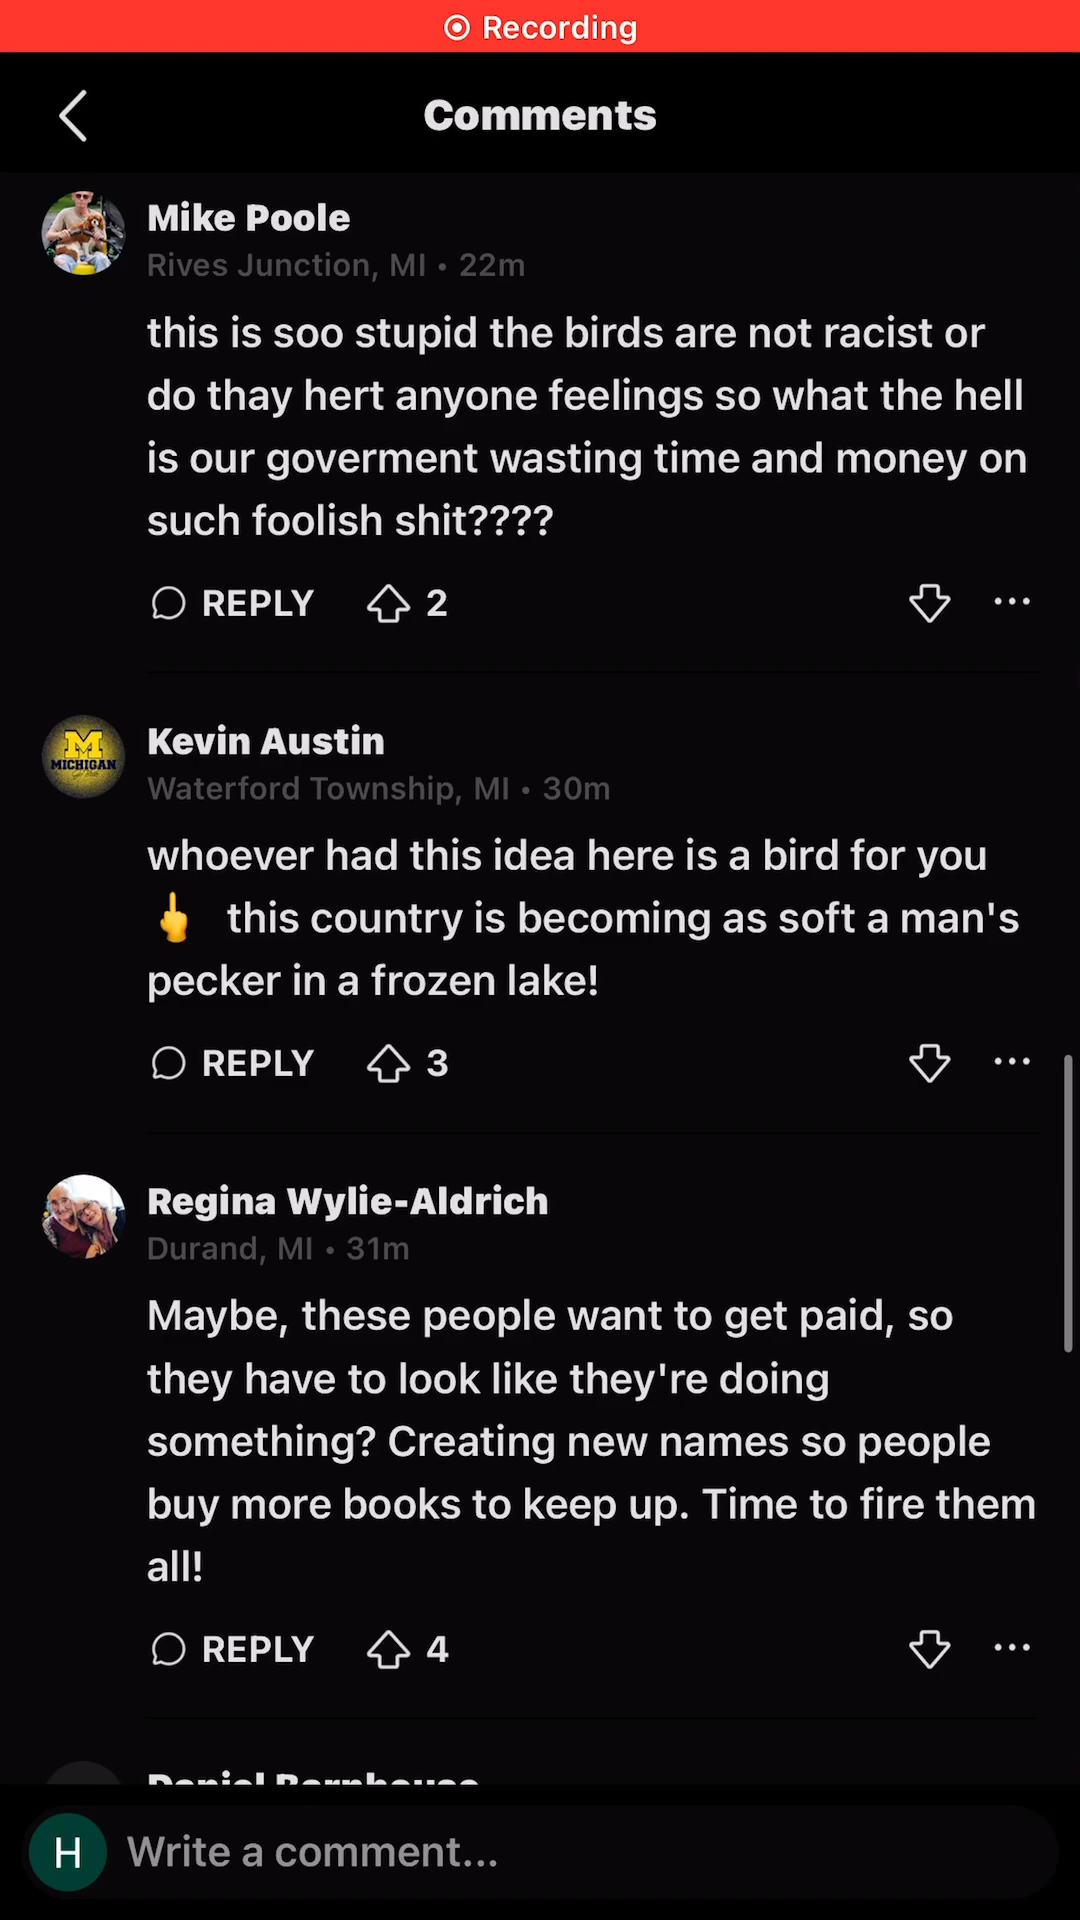 Recording
Comments
Mike Poole
Rives Junction, MI • 22m
this is soo stupid the birds are not racist or
do thay hert anyone feelings so what the hell
is our goverment wasting time and money on
such foolish shit????
REPLY 2
MICHIGAN
Kevin Austin
Waterford Township, MI • 30m
whoever had this idea here is a bird for you
🖕 this country is becoming as soft a man's
pecker in a frozen lake!
REPLY 3
Regina Wylie-Aldrich
Durand, MI • 31m
Maybe, these people want to get paid, so
they have to look like they're doing
something? Creating new names so people
buy more books to keep up. Time to fire them
all!
REPLY 4
Daniel Barnhouse
H Write a comment...